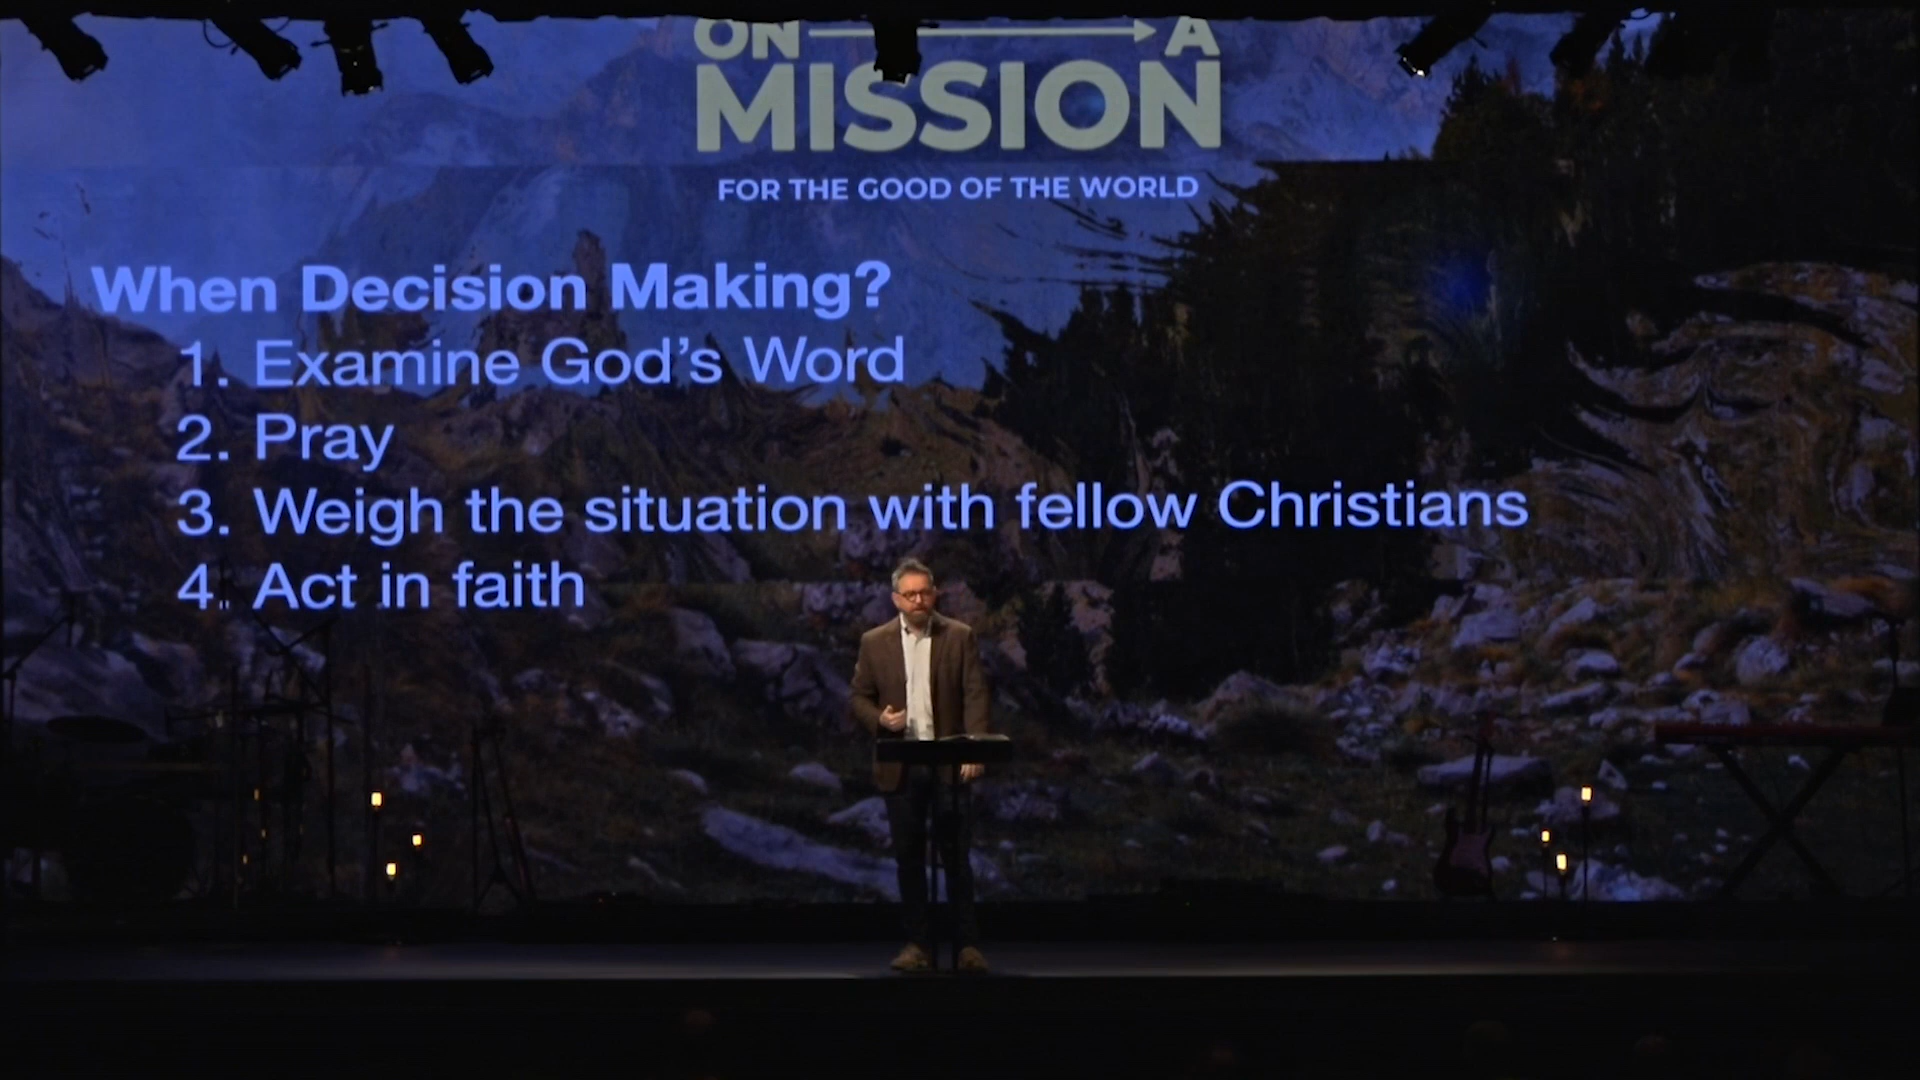 ON A
MISSION
FOR THE GOOD OF THE WORLD
When Decision Making?
1. Examine God’s Word
2. Pray
3. Weigh the situation with fellow Christians
4. Act in faith